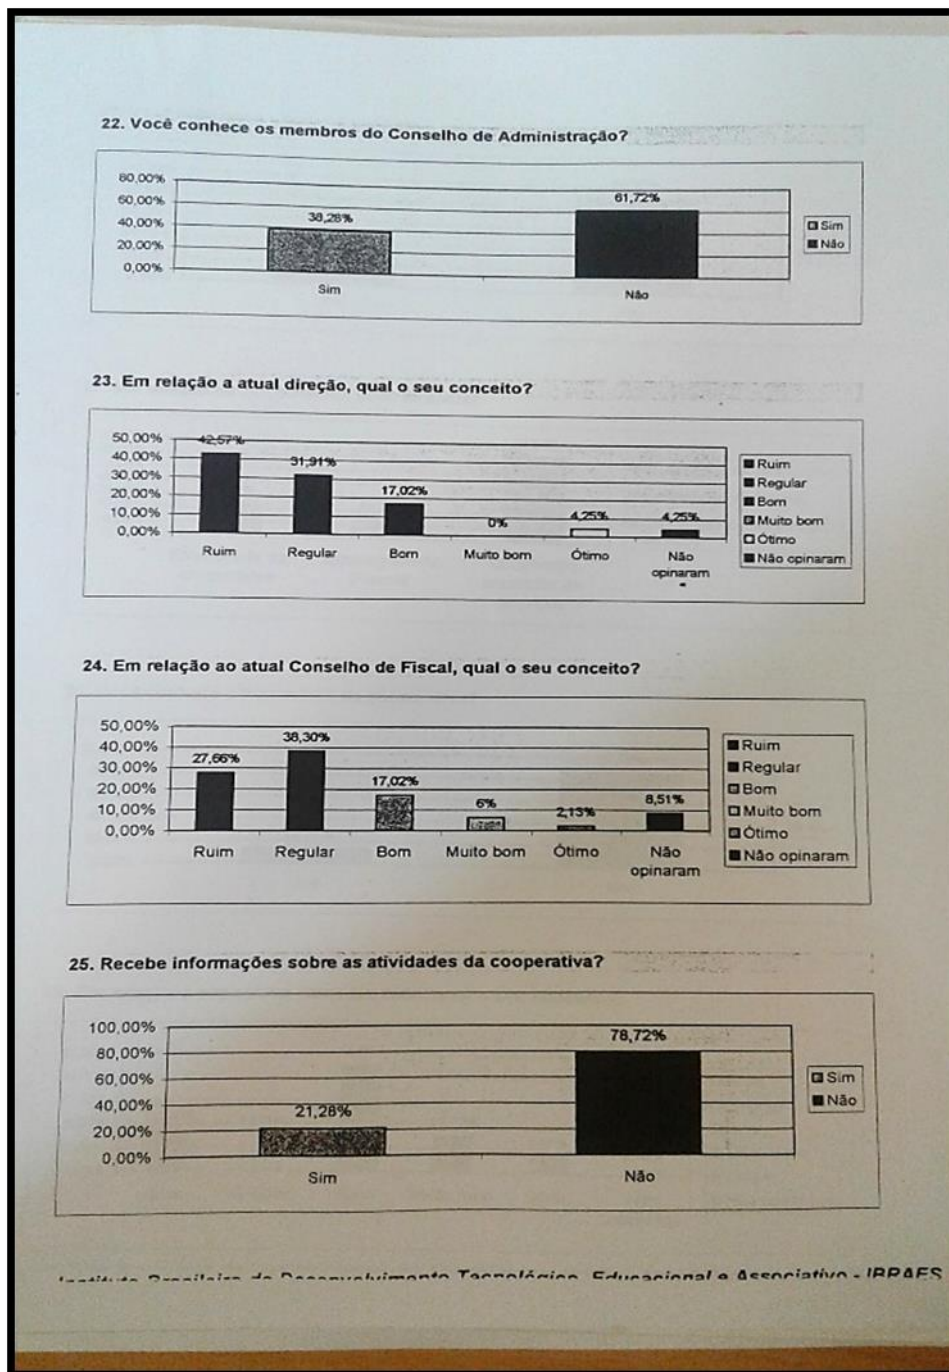 22. Você conhece os membros do Conselho de Administração?
80,00%
60,00%
40,00%
20,00%
0,00%
38,28%
61,72%
Sim
Não
Sim
Não
23. Em relação a atual direção, qual o seu conceito?
50,00%
40,00%
30,00%
20,00%
10,00%
0,00%
42,57%
31,91%
17,02%
0%
4,25%
4,25%
Ruim
Regular
Bom
Muito bom
Ótimo
Não
opinaram
Ruim
Regular
Bom
Muito bom
Ótimo
Não opinaram
24. Em relação ao atual Conselho de Fiscal, qual o seu conceito?
50,00%
40,00%
30,00%
20,00%
10,00%
0,00%
27,66%
38,30%
17,02%
6%
2,13%
8,51%
Ruim
Regular
Bom
Muito bom
Ótimo
Não
opinaram
Ruim
Regular
Bom
Muito bom
Ótimo
Não opinaram
25. Recebe informações sobre as atividades da cooperativa?
100,00%
80,00%
60,00%
40,00%
20,00%
0,00%
21,28%
78,72%
Sim
Não
Sim
Não
Instituto Brasileiro de Desenvolvimento Tecnológico, Educacional e Associativo -